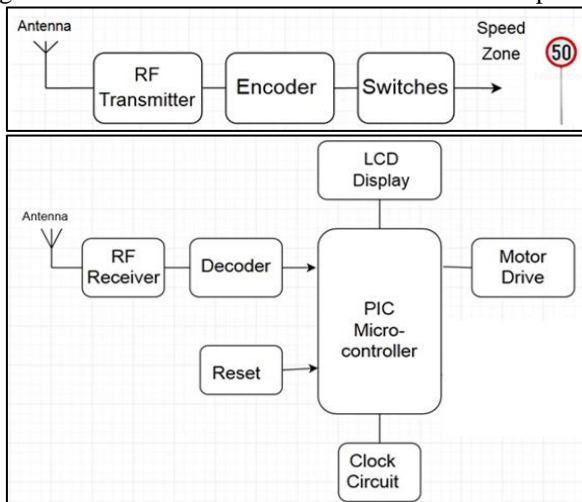 Antenna
RF
Transmitter
Encoder
Switches
Speed
Zone
50
LCD
Display
Antenna
RF
Receiver
Decoder
PIC
Micro-
controller
Motor
Drive
Reset
Clock
Circuit